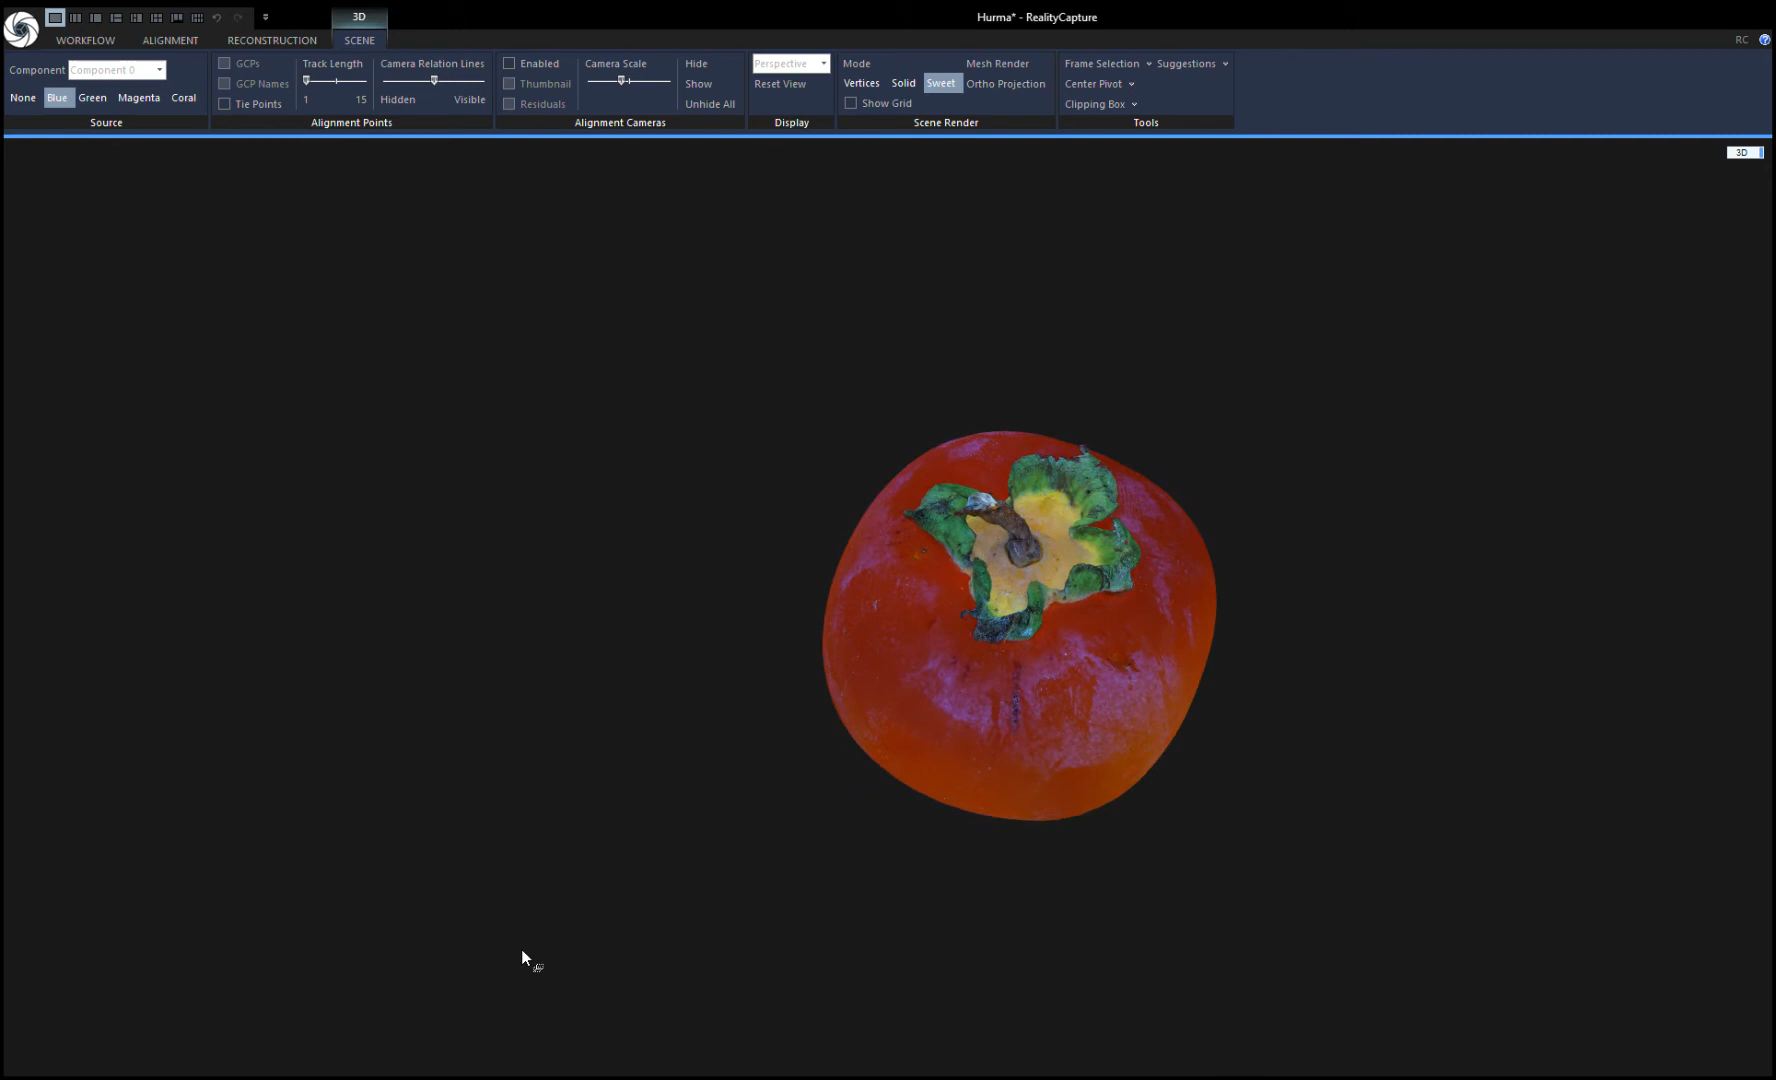 3D
Hurma* - RealityCapture
WORKFLOW ALIGNMENT RECONSTRUCTION SCENE RC
Component Component 0
None Blue Green Magenta Coral
Source
GCPs
GCP Names
Tie Points
Track Length
1 15
Camera Relation Lines
Hidden Visible
Alignment Points
Enabled
Thumbnail
Residuals
Camera Scale
Hide
Show
Unhide All
Alignment Cameras
Perspective
Reset View
Display
Mode
Vertices Solid Sweet
Show Grid
Mesh Render
Ortho Projection
Scene Render
Frame Selection
Center Pivot
Clipping Box
Suggestions
Tools
3D